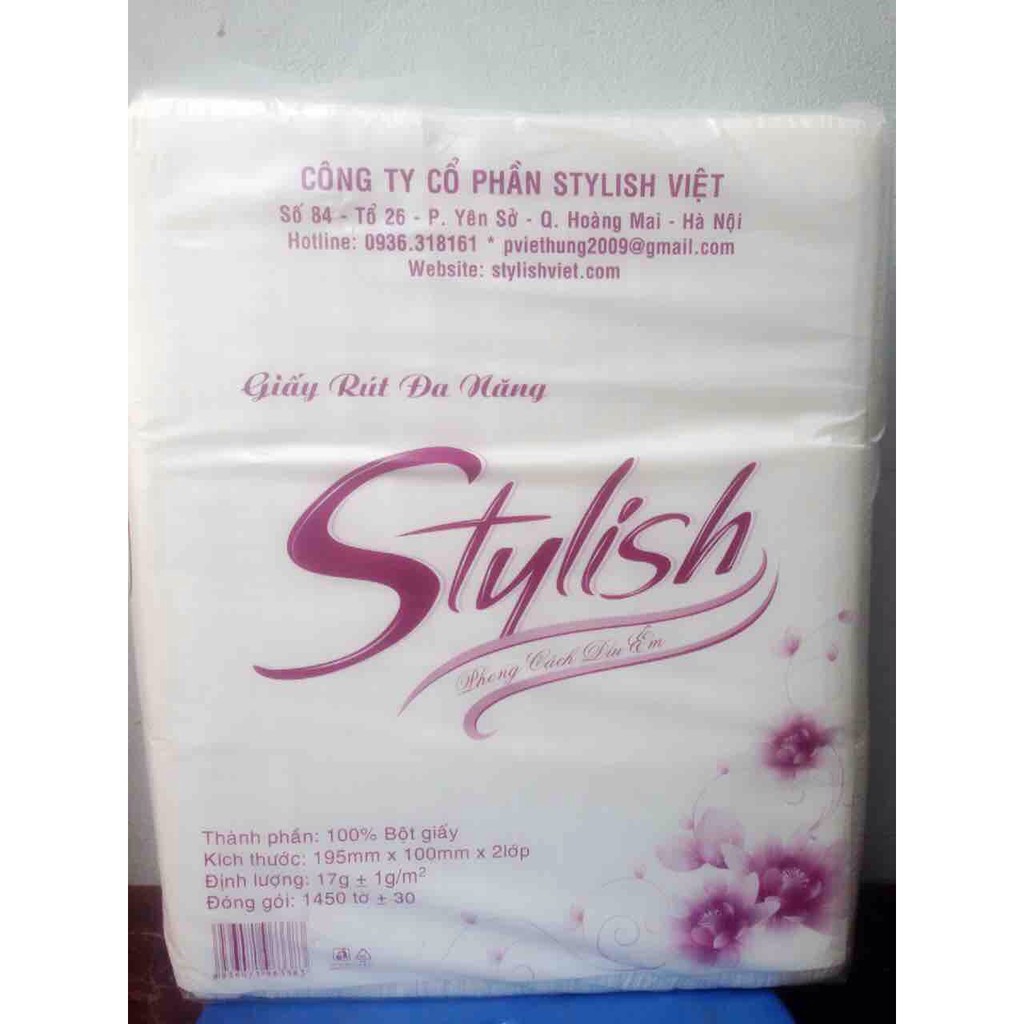 CÔNG TY CỔ PHẦN STYLISH VIỆT
Số 84 - Tổ 26 - P. Yên Sở - Q. Hoàng Mai - Hà Nội
Hotline: 0936.318161 * pviethung2009@gmail.com
Website: stylishviet.com
Giấy Rút Đa Năng
Stylish
Phong Cách Dịu Êm
Thành phần: 100% Bột giấy
Kích thước: 195mm x 100mm x 2lớp
Định lượng: 17g ± 1g/m²
Đóng gói: 1450 tờ ± 30